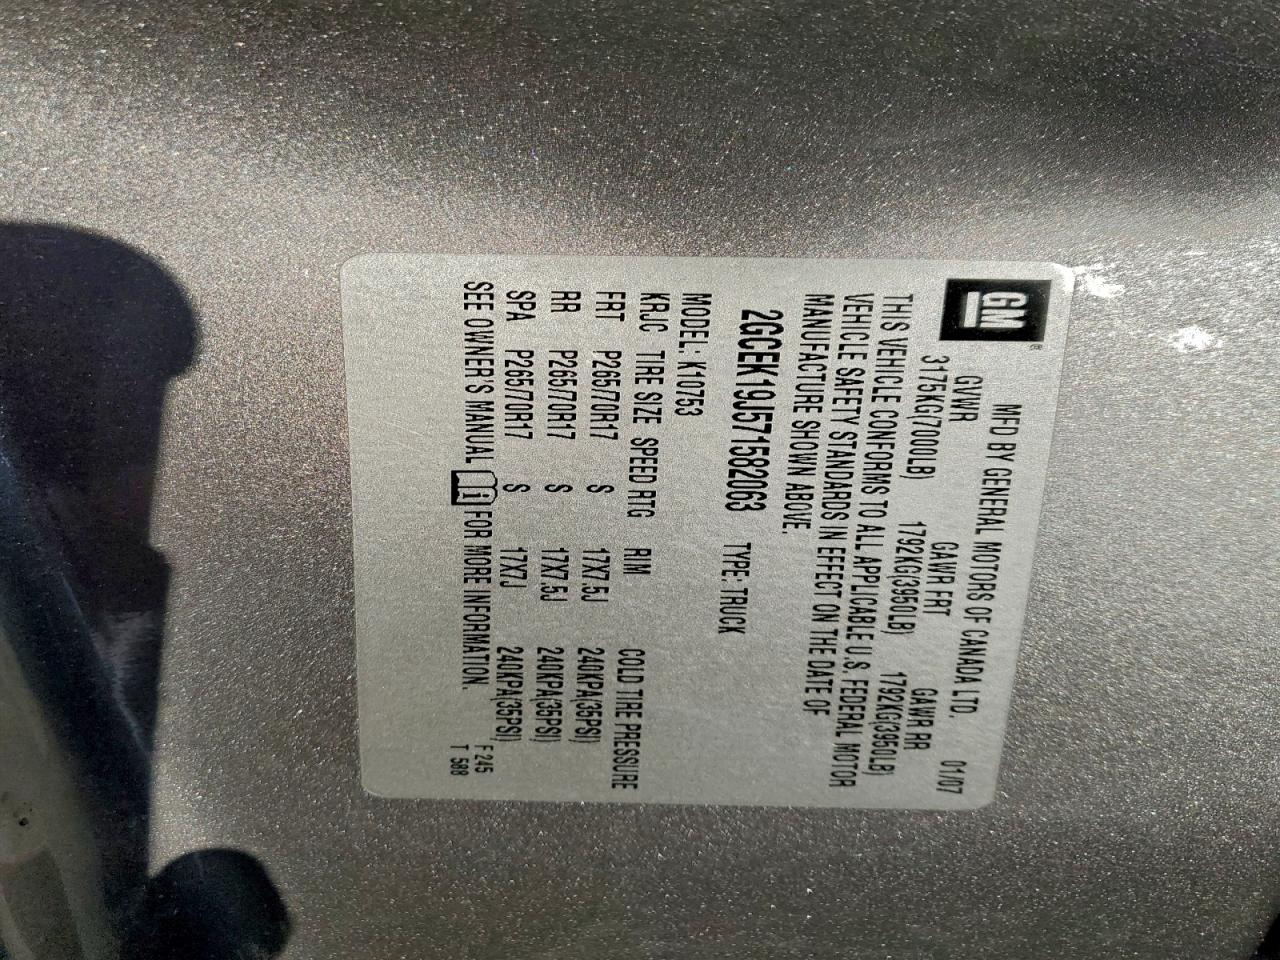 GM
MFD BY GENERAL MOTORS OF CANADA LTD. 01/07
GVWR GAWR FRT GAWR RR
3175KG(7000LB) 1792KG(3950LB) 1792KG(3950LB)
THIS VEHICLE CONFORMS TO ALL APPLICABLE U.S. FEDERAL MOTOR
VEHICLE SAFETY STANDARDS IN EFFECT ON THE DATE OF
MANUFACTURE SHOWN ABOVE.
2GCEK19J571582063 TYPE: TRUCK
MODEL: K10753
KRJC TIRE SIZE SPEED RTG RIM COLD TIRE PRESSURE
FRT P265/70R17 S 17X7.5J 240KPA(35PSI)
RR P265/70R17 S 17X7.5J 240KPA(35PSI)
SPA P265/70R17 S 17X7J 240KPA(35PSI)
SEE OWNER'S MANUAL i FOR MORE INFORMATION.
F 245
T 588